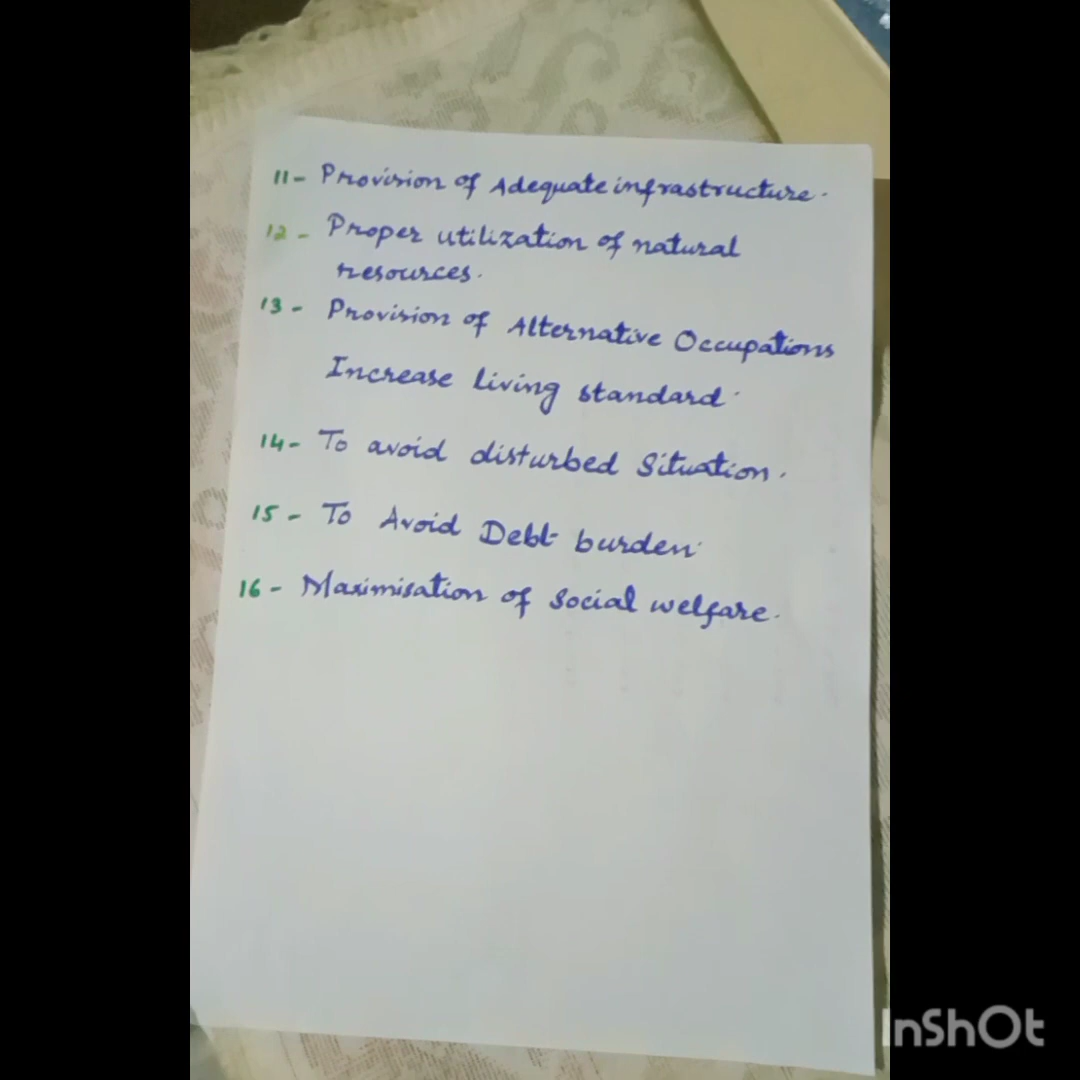 11- Provision of Adequate infrastructure.
12- Proper utilization of natural
resources.
13- Provision of Alternative Occupations
Increase living standard.
14- To avoid disturbed Situation.
15- To Avoid Debt burden.
16- Maximisation of Social welfare.
InShOt